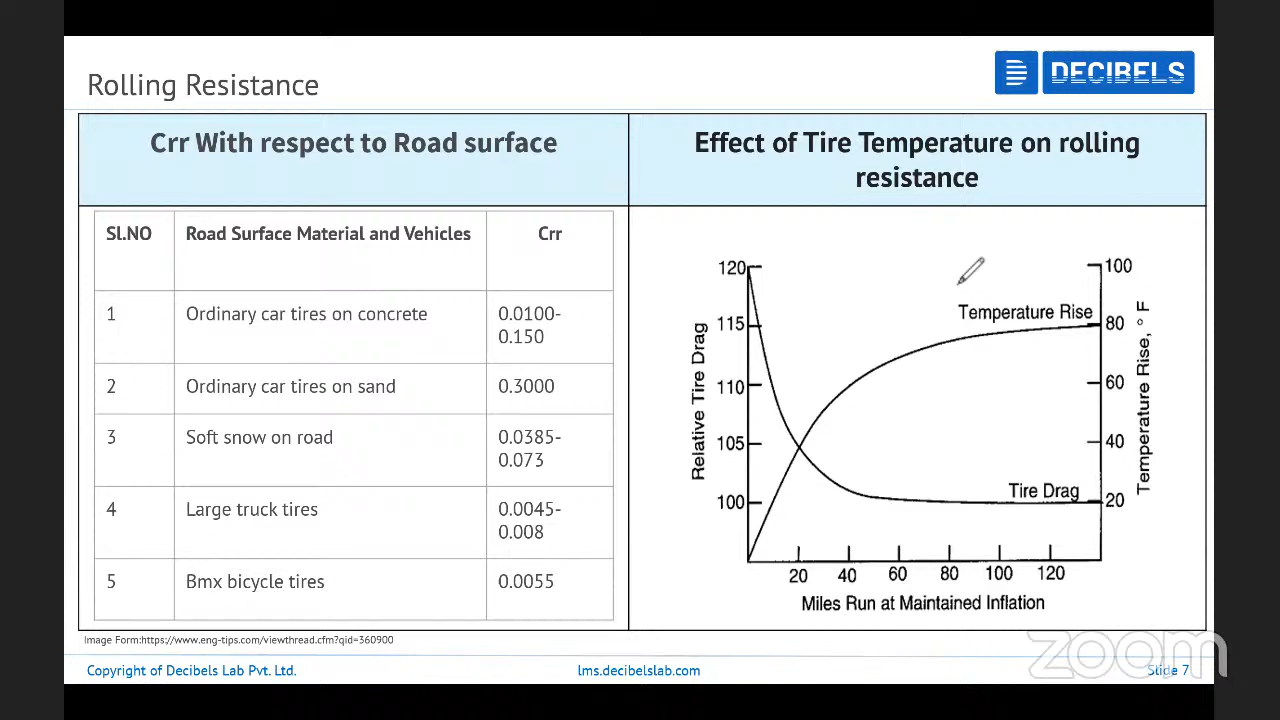 Rolling Resistance
DECIBELS
Crr With respect to Road surface
Effect of Tire Temperature on rolling
resistance
Sl.NO
Road Surface Material and Vehicles
Crr
1
Ordinary car tires on concrete
0.0100-
0.150
2
Ordinary car tires on sand
0.3000
3
Soft snow on road
0.0385-
0.073
4
Large truck tires
0.0045-
0.008
5
Bmx bicycle tires
0.0055
Relative Tire Drag
120
115
110
105
100
Temperature Rise
Tire Drag
100
80
60
40
20
Temperature Rise, ° F
20 40 60 80 100 120
Miles Run at Maintained Inflation
Image Form:https://www.eng-tips.com/viewthread.cfm?qid=360900
Copyright of Decibels Lab Pvt. Ltd.
lms.decibelslab.com
Slide 7
zoom